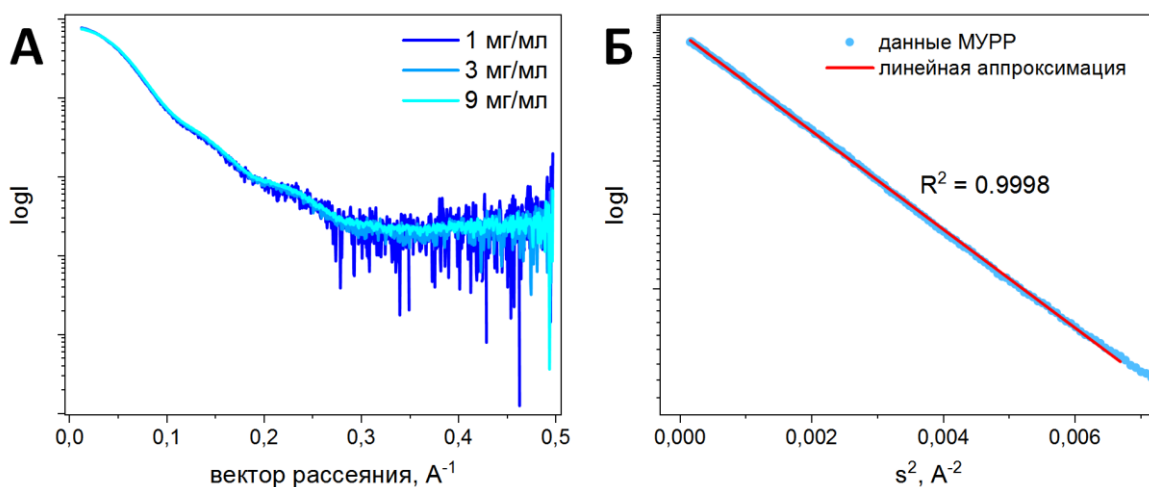 А
1 мг/мл
3 мг/мл
9 мг/мл
logI
0,0 0,1 0,2 0,3 0,4 0,5
вектор рассеяния, А⁻¹
Б
данные МУРР
линейная аппроксимация
R² = 0.9998
logI
0,000 0,002 0,004 0,006
s², A⁻²